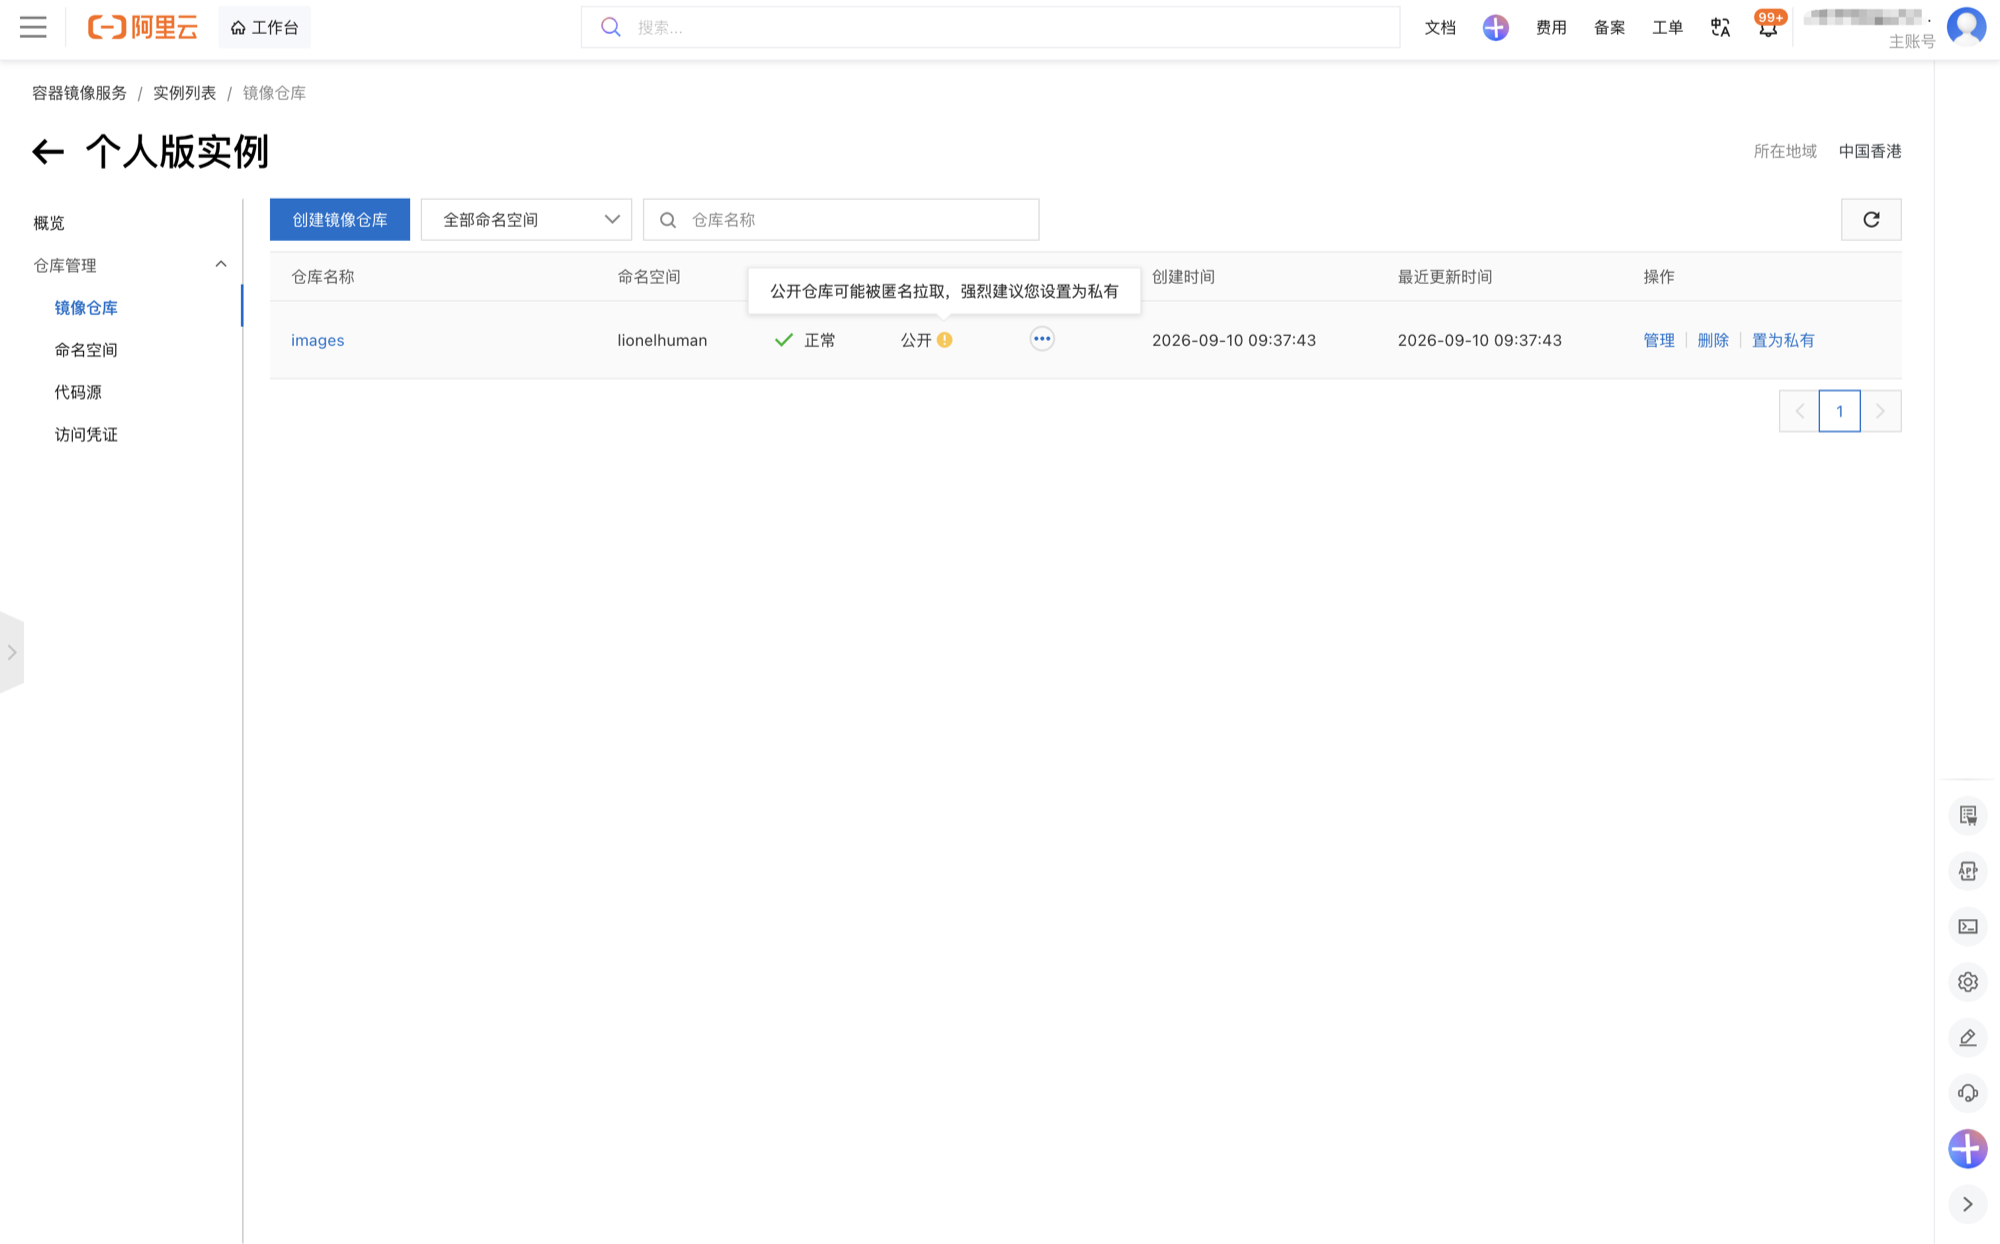 阿里云
工作台
搜索...
文档
费用
备案
工单
99+
主账号
容器镜像服务 / 实例列表 / 镜像仓库
个人版实例
所在地域 中国香港
概览
仓库管理
镜像仓库
命名空间
代码源
访问凭证
创建镜像仓库
全部命名空间
仓库名称
仓库名称 命名空间 创建时间 最近更新时间 操作
公开仓库可能被匿名拉取，强烈建议您设置为私有
images lionelhuman 正常 公开 2026-09-10 09:37:43 2026-09-10 09:37:43 管理 删除 置为私有
1
APP